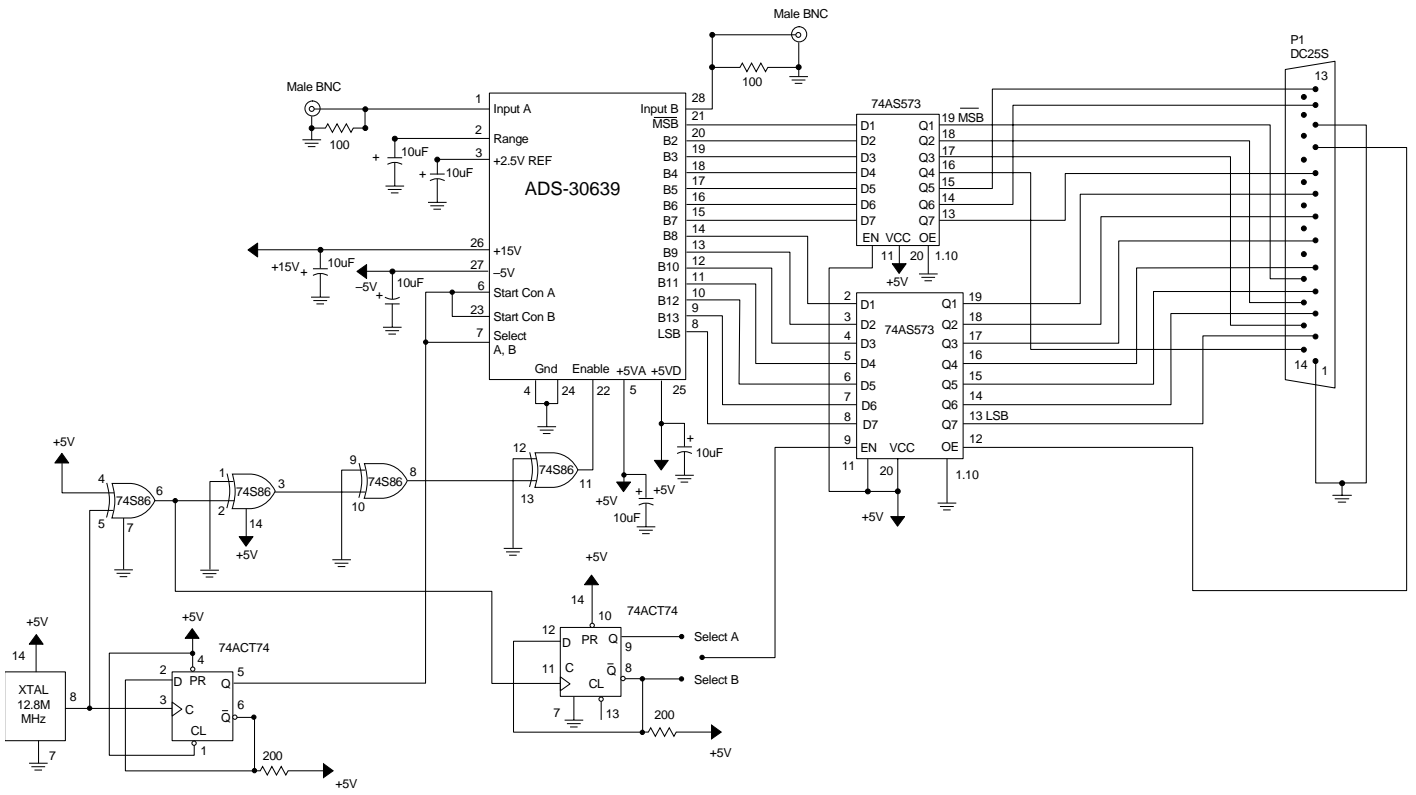 Male BNC
100
Male BNC
100
1 Input A
2 Range
10uF +
3 +2.5V REF
10uF +
ADS-30639
26 +15V
+15V + 10uF
27 –5V
–5V + 10uF
6 Start Con A
23 Start Con B
7 Select A, B
Input B 28
MSB 21
B2 20
B3 19
B4 18
B5 17
B6 16
B7 15
B8 14
B9 13
B10 12
B11 11
B12 10
B13 9
LSB 8
Gnd
4 24
Enable
22
+5VA
5
+5VD
25
+ 10uF
+5V
+5V
+ 10uF
74AS573
D1 Q1 19 MSB
D2 Q2 18
D3 Q3 17
D4 Q4 16
D5 Q5 15
D6 Q6 14
D7 Q7 13
EN VCC OE
11 20 1.10
+5V
74AS573
2 D1 Q1 19
3 D2 Q2 18
4 D3 Q3 17
5 D4 Q4 16
6 D5 Q5 15
7 D6 Q6 14
8 D7 Q7 13 LSB
9 EN VCC OE 12
11 20 1.10
+5V
P1
DC25S
13
14
1
+5V
4
5
74S86
6
7
1
2
74S86
3
14
+5V
9
10
74S86
8
12
13
74S86
11
+5V
14
XTAL
12.8M
MHz
8
7
+5V
74ACT74
4
2 D PR Q 5
3 C Q 6
CL
1
200
+5V
+5V
14
10
74ACT74
12 D PR Q 9
11 C Q 8
CL
7
13
200
+5V
Select A
Select B